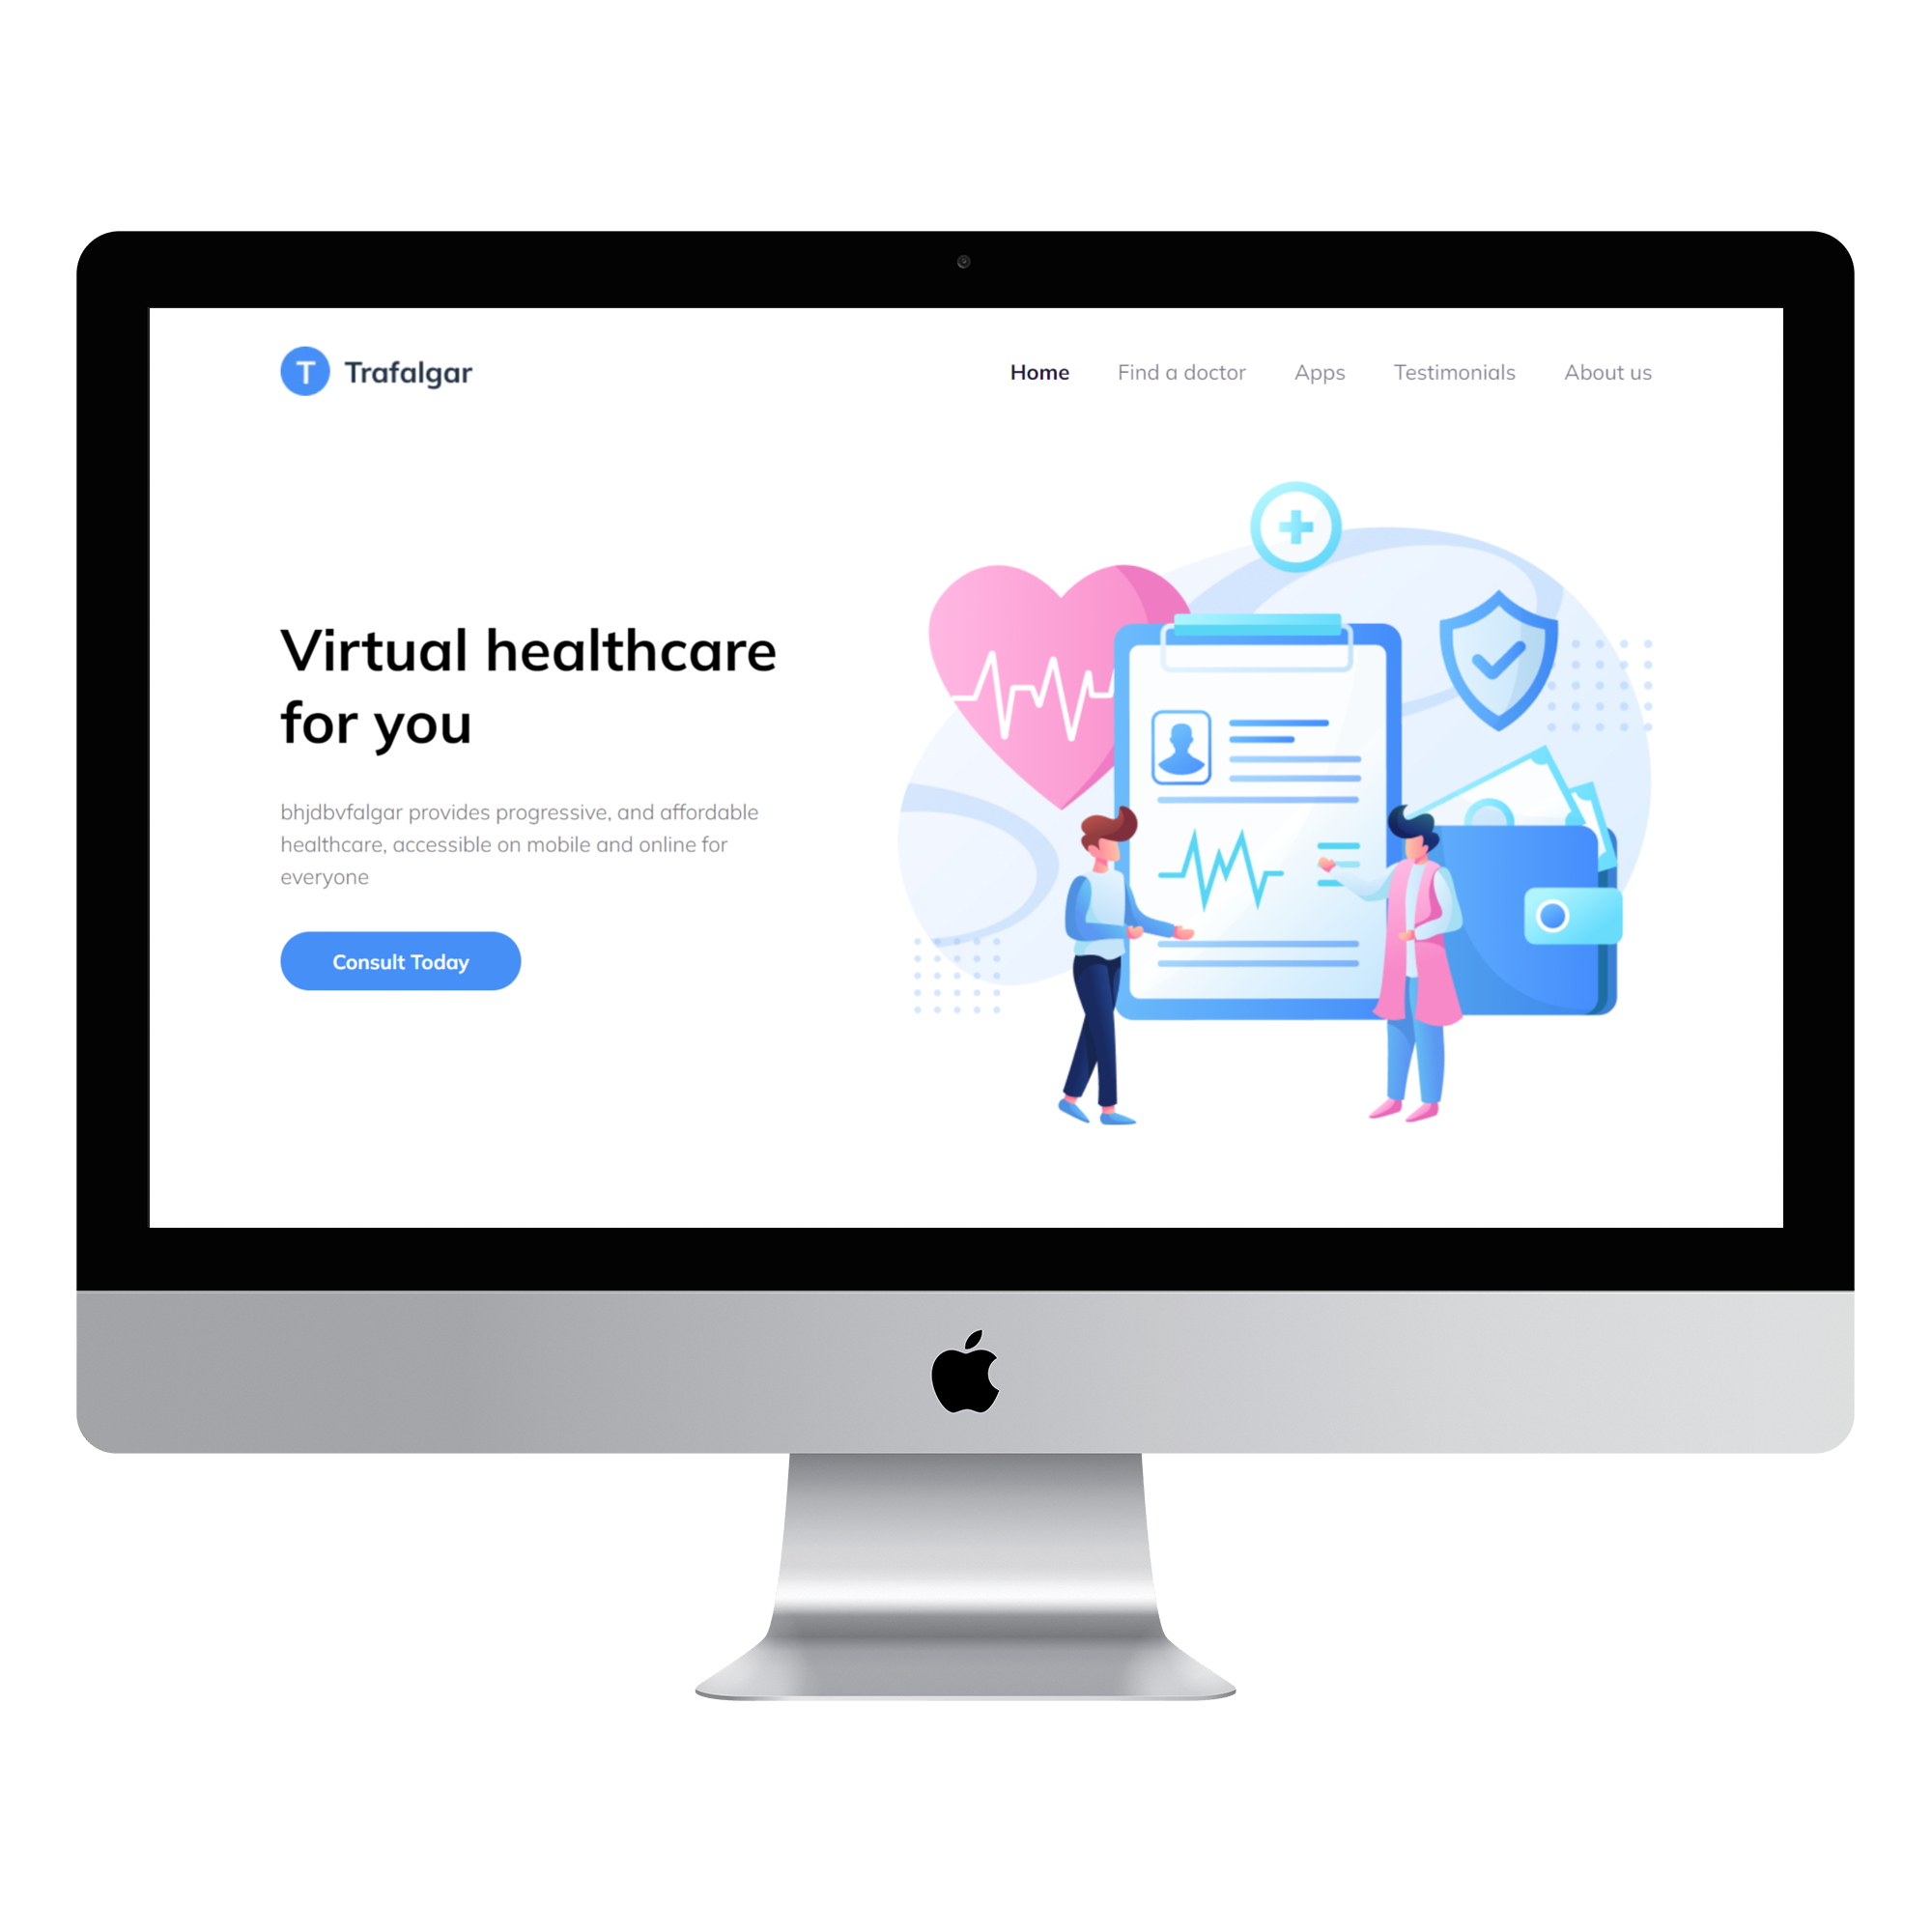 T Trafalgar
Home Find a doctor Apps Testimonials About us
Virtual healthcare
for you
bhjdbvfalgar provides progressive, and affordable
healthcare, accessible on mobile and online for
everyone
Consult Today